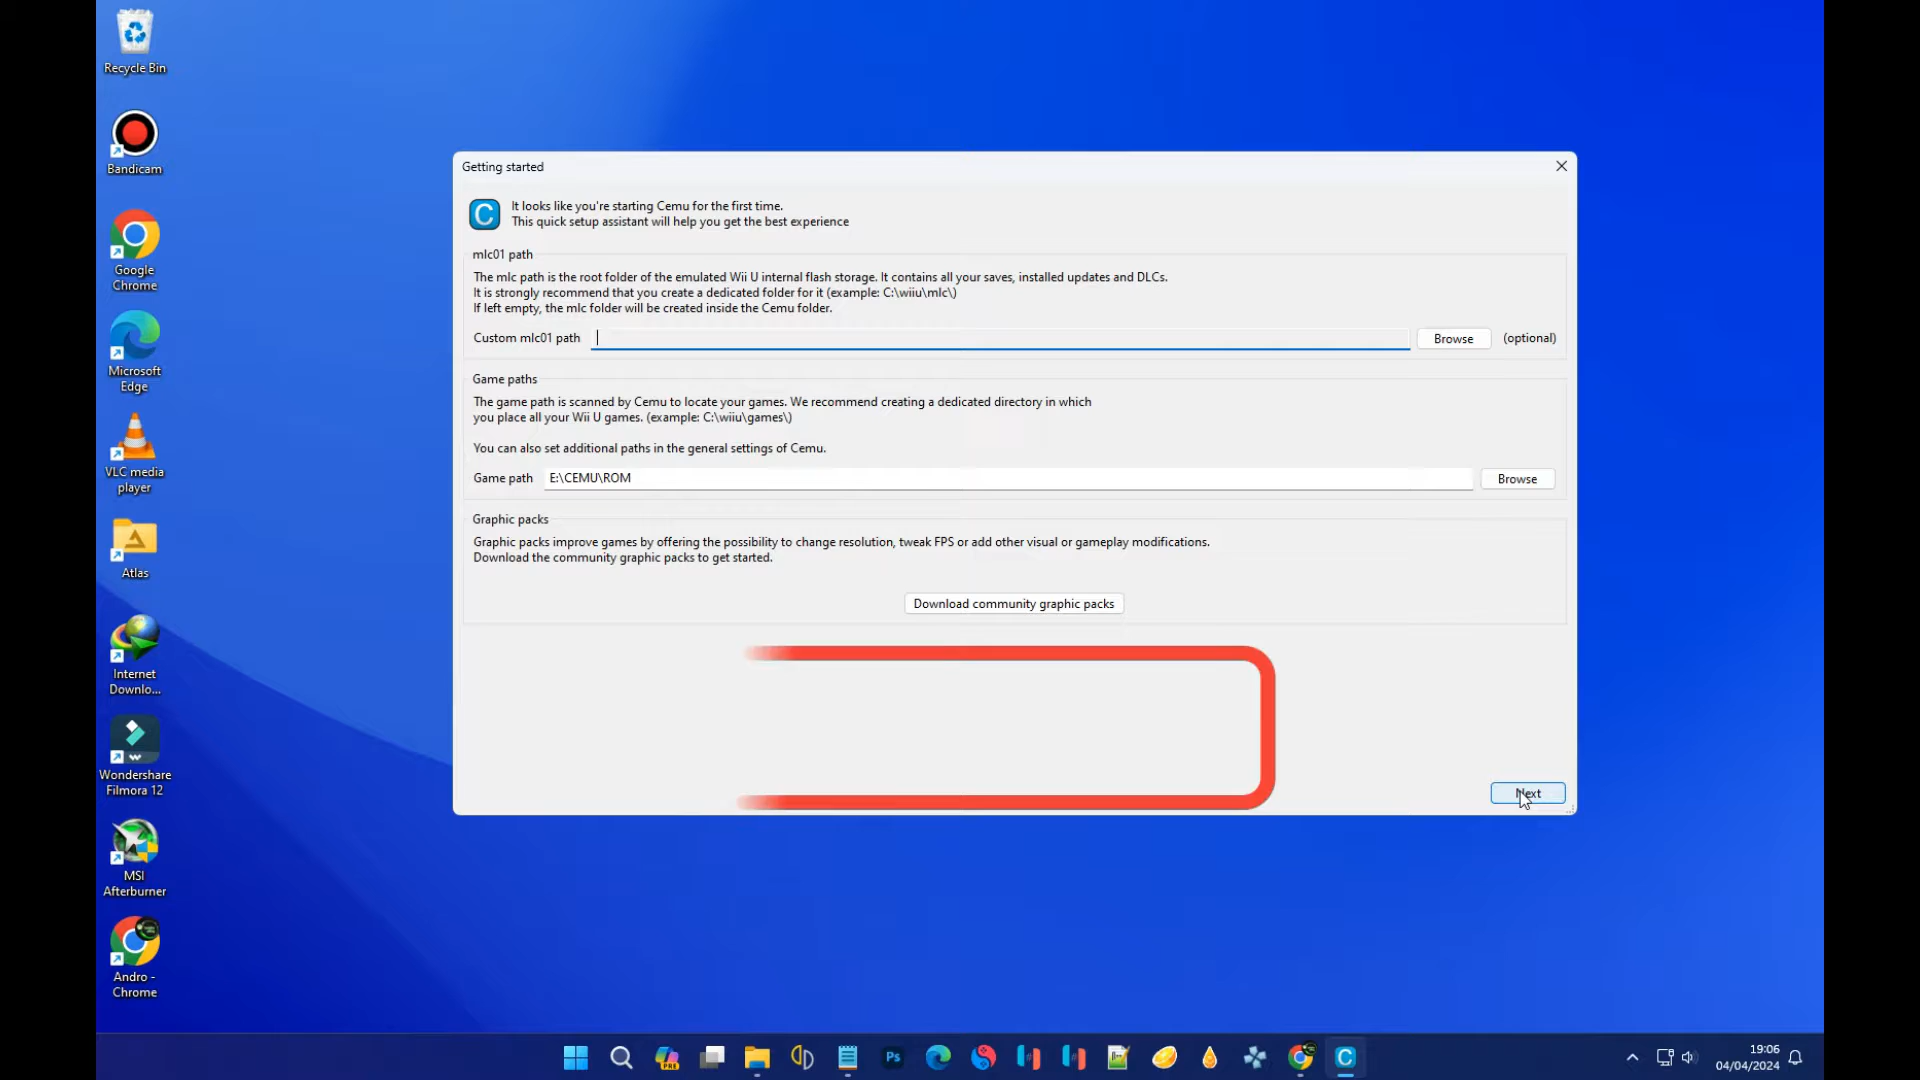 Recycle Bin
Bandicam
Google
Chrome
Microsoft
Edge
VLC media
player
Atlas
Internet
Downlo...
Wondershare
Filmora 12
MSI
Afterburner
Andro -
Chrome
Getting started
C
It looks like you're starting Cemu for the first time.
This quick setup assistant will help you get the best experience
mlc01 path
The mlc path is the root folder of the emulated Wii U internal flash storage. It contains all your saves, installed updates and DLCs.
It is strongly recommend that you create a dedicated folder for it (example: C:\wiiu\mlc\)
If left empty, the mlc folder will be created inside the Cemu folder.
Custom mlc01 path
Browse
(optional)
Game paths
The game path is scanned by Cemu to locate your games. We recommend creating a dedicated directory in which
you place all your Wii U games. (example: C:\wiiu\games\)
You can also set additional paths in the general settings of Cemu.
Game path
E:\CEMU\ROM
Browse
Graphic packs
Graphic packs improve games by offering the possibility to change resolution, tweak FPS or add other visual or gameplay modifications.
Download the community graphic packs to get started.
Download community graphic packs
Next
PRE
Ps
C
19:06
04/04/2024